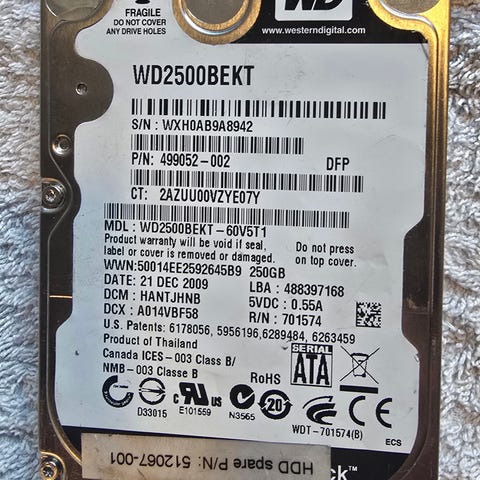 FRAGILE
DO NOT COVER
ANY DRIVE HOLES
WD
www.westerndigital.com
WD2500BEKT
S/N : WXH0AB9A8942
P/N: 499052-002 DFP
CT: 2AZUU00VZYE07Y
MDL: WD2500BEKT-60V5T1
Product warranty will be void if seal,
label or cover is removed or damaged.
Do not press
on top cover.
WWN:50014EE2592645B9 250GB
DATE: 21 DEC 2009 LBA : 488397168
DCM : HANTJHNB 5VDC : 0.55A
DCX : A014VBF58 R/N : 701574
U.S. Patents: 6178056, 5956196,6289484, 6263459
Product of Thailand
Canada ICES-003 Class B/
NMB-003 Classe B
RoHS
SERIAL
ATA
D33015
E101559
N3565
20
WDT-701574(B)
ECS
HDD spare P/N: 512067-001